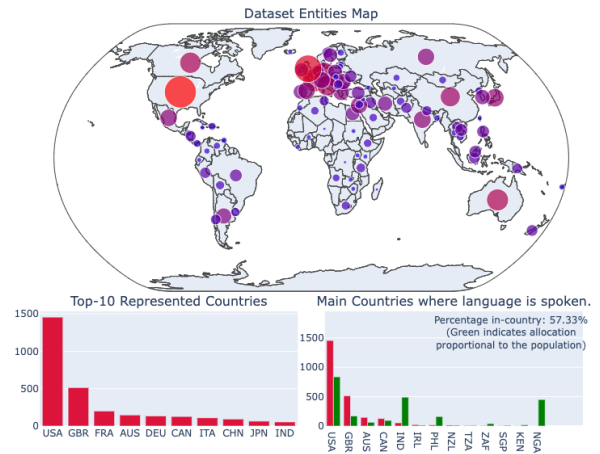 Dataset Entities Map
Top-10 Represented Countries
1500
1000
500
0
USA GBR FRA AUS DEU CAN ITA CHN JPN IND
Main Countries where language is spoken.
Percentage in-country: 57.33%
(Green indicates allocation
proportional to the population)
1500
1000
500
0
USA GBR AUS CAN IND IRL PHL NZL TZA ZAF SGP KEN NGA